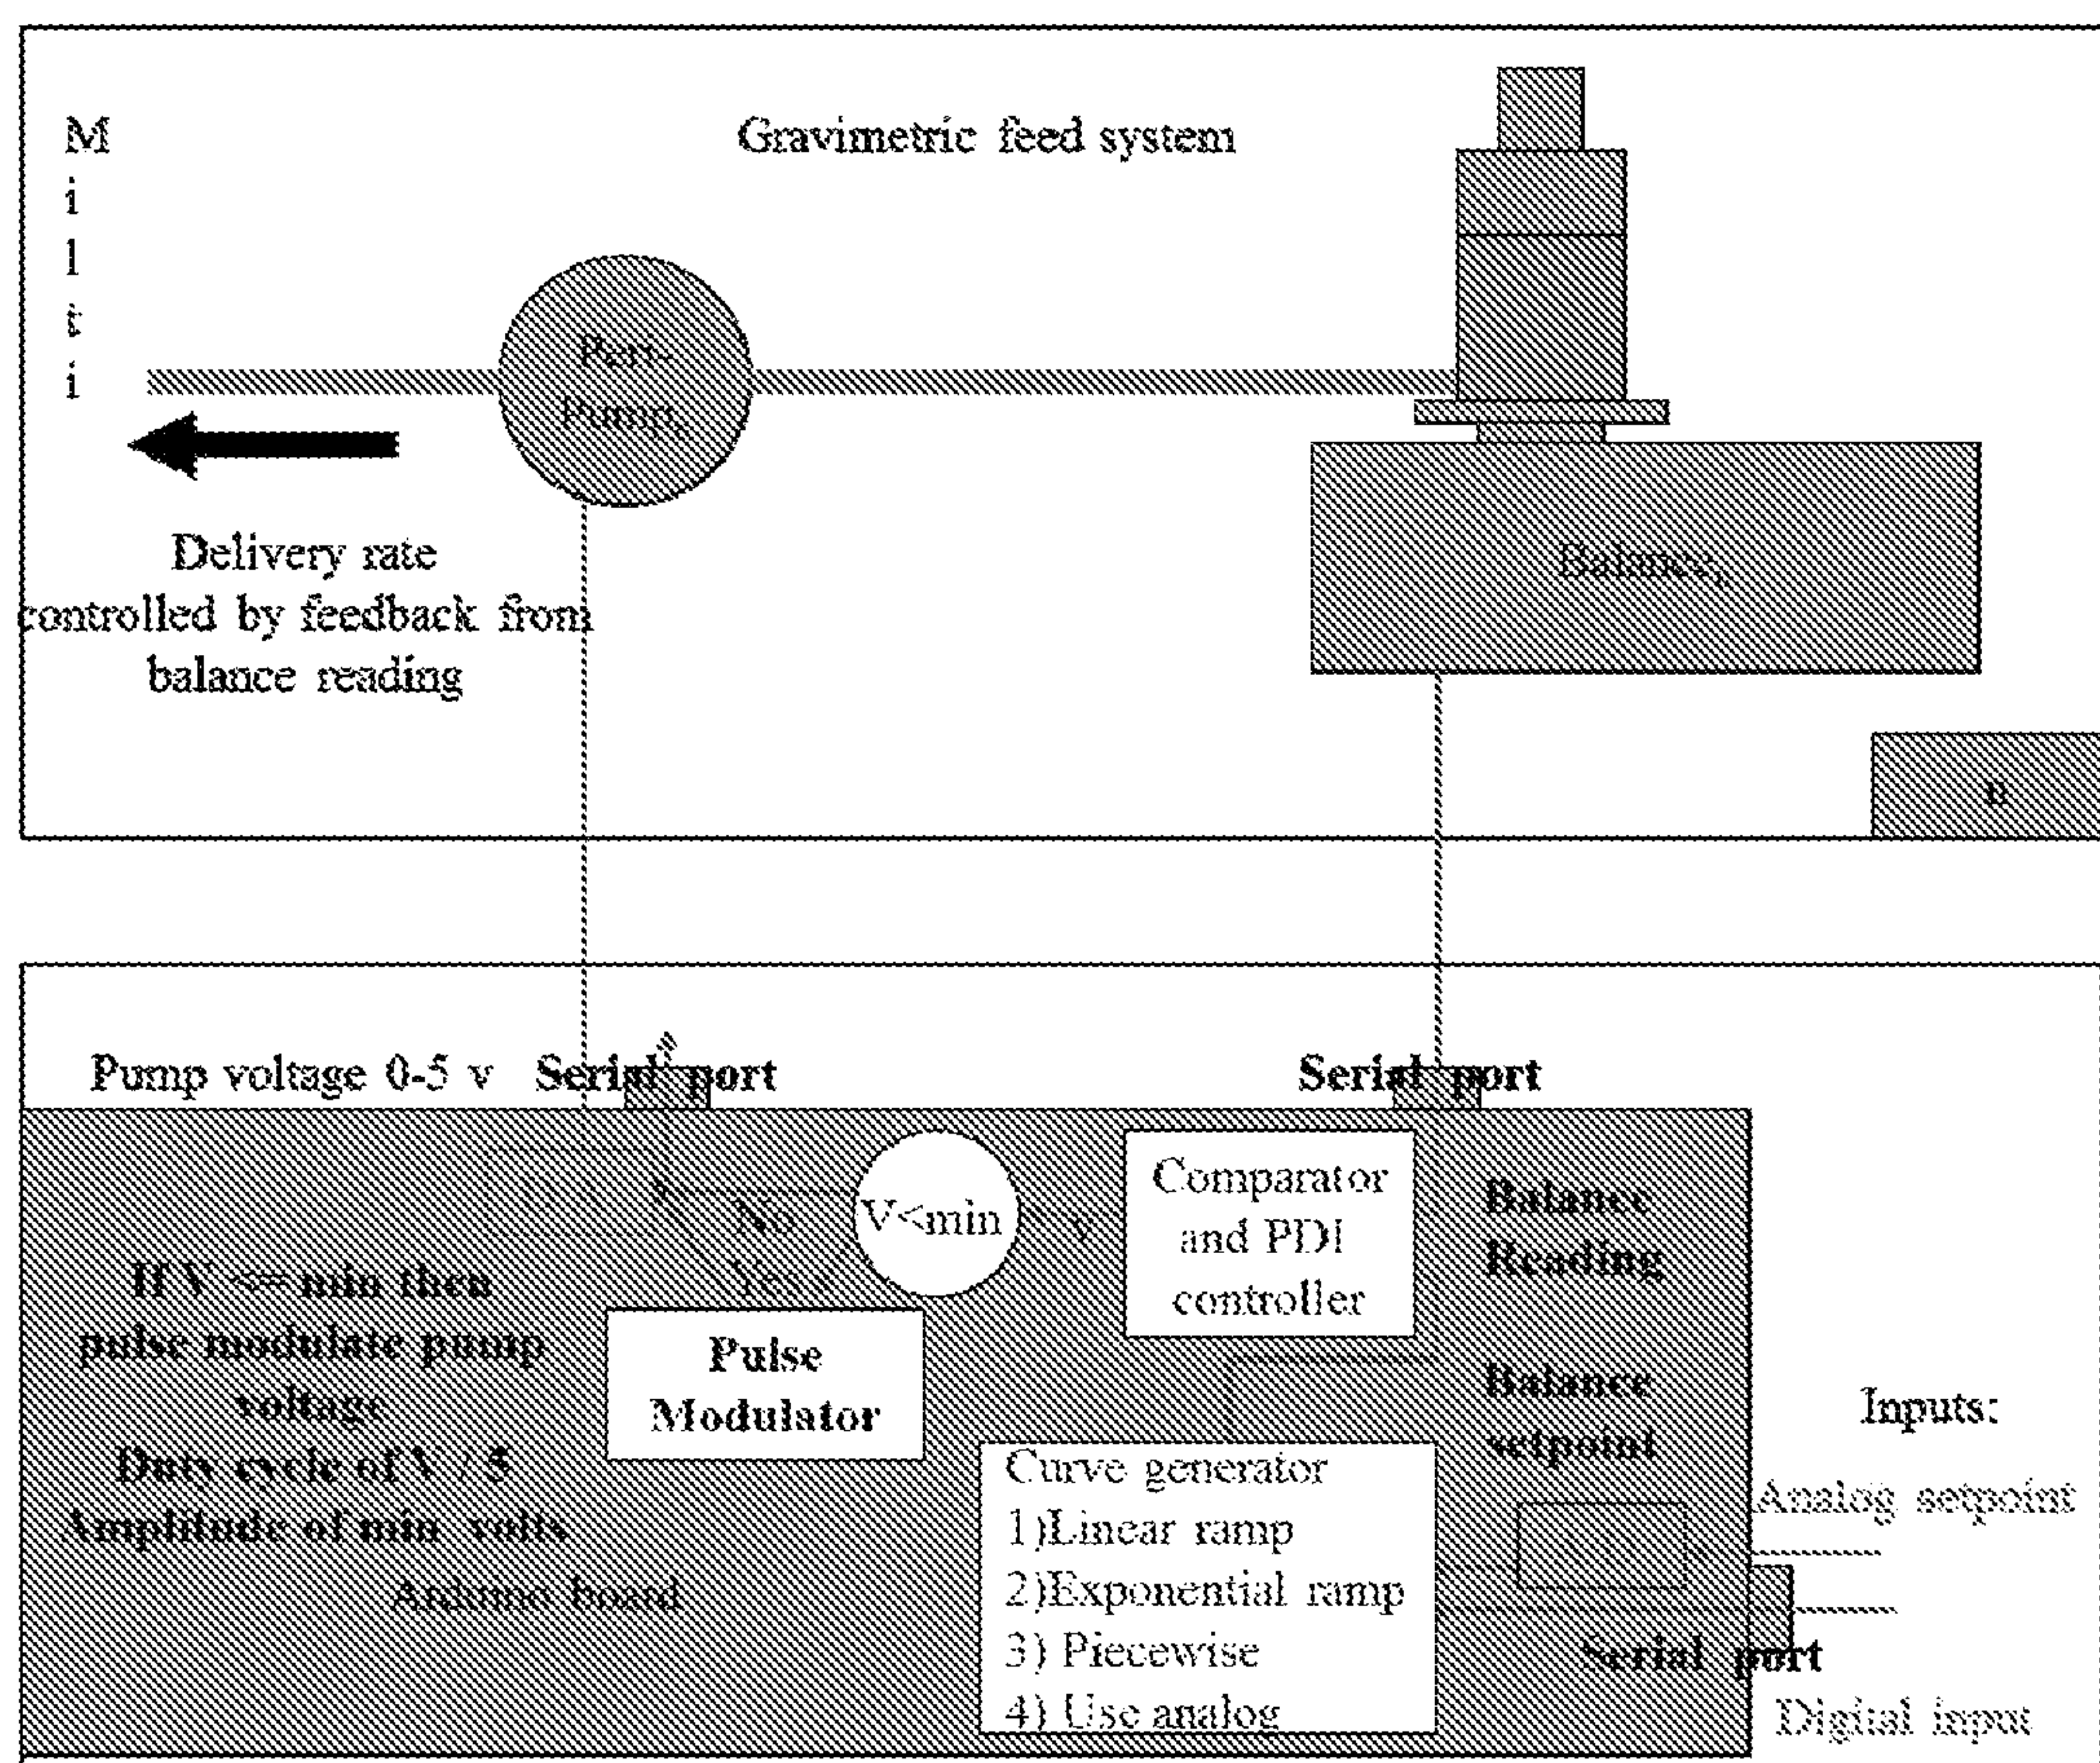 M
i
l
t
i
Gravimetric feed system
Peri-
Pump
Delivery rate
controlled by feedback from
balance reading
Balance
n
Pump voltage 0-5 v
Serial port
Serial port
Comparator
and PDI
controller
V<min
No
Yes
v
Balance
Reading
If V <= min then
pulse modulate pump
voltage
Duty cycle of V / 5
Amplitude of min volts
Arduino board
Pulse
Modulator
Balance
setpoint
Curve generator
1)Linear ramp
2)Exponential ramp
3) Piecewise
4) Use analog
Inputs:
Analog setpoint
Serial port
Digital input